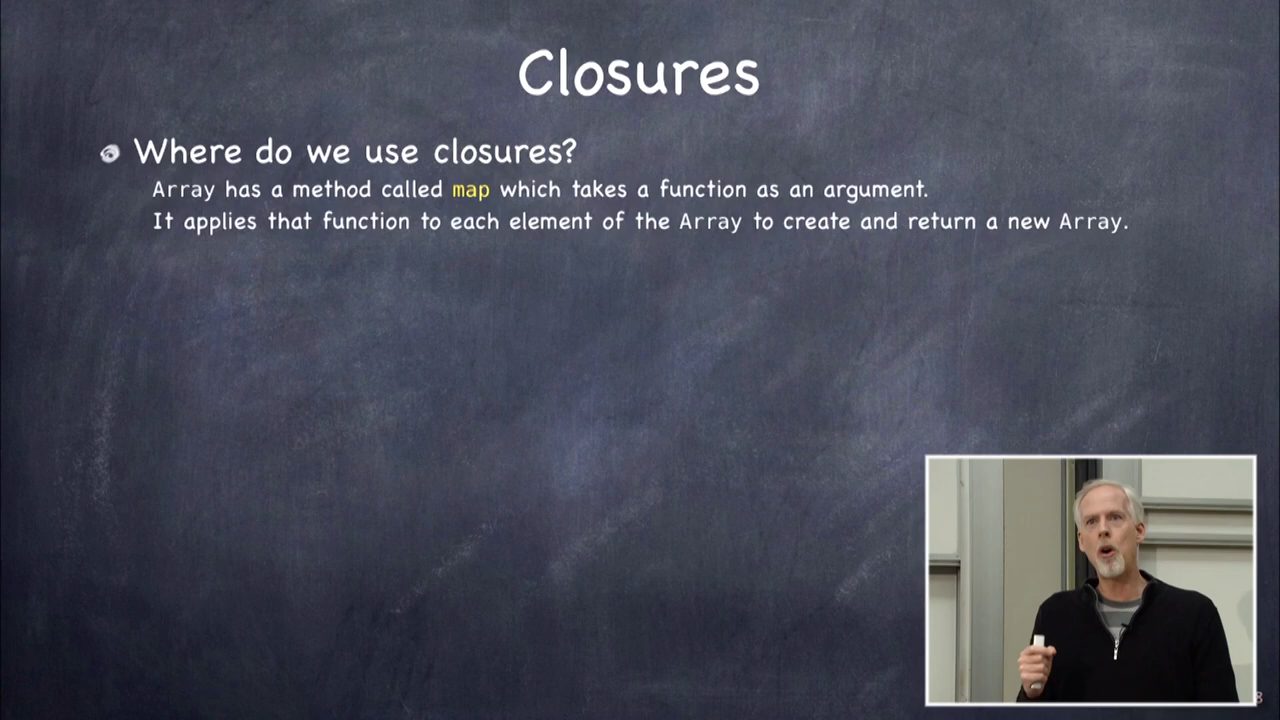 Closures
Where do we use closures?
Array has a method called map which takes a function as an argument.
It applies that function to each element of the Array to create and return a new Array.
8